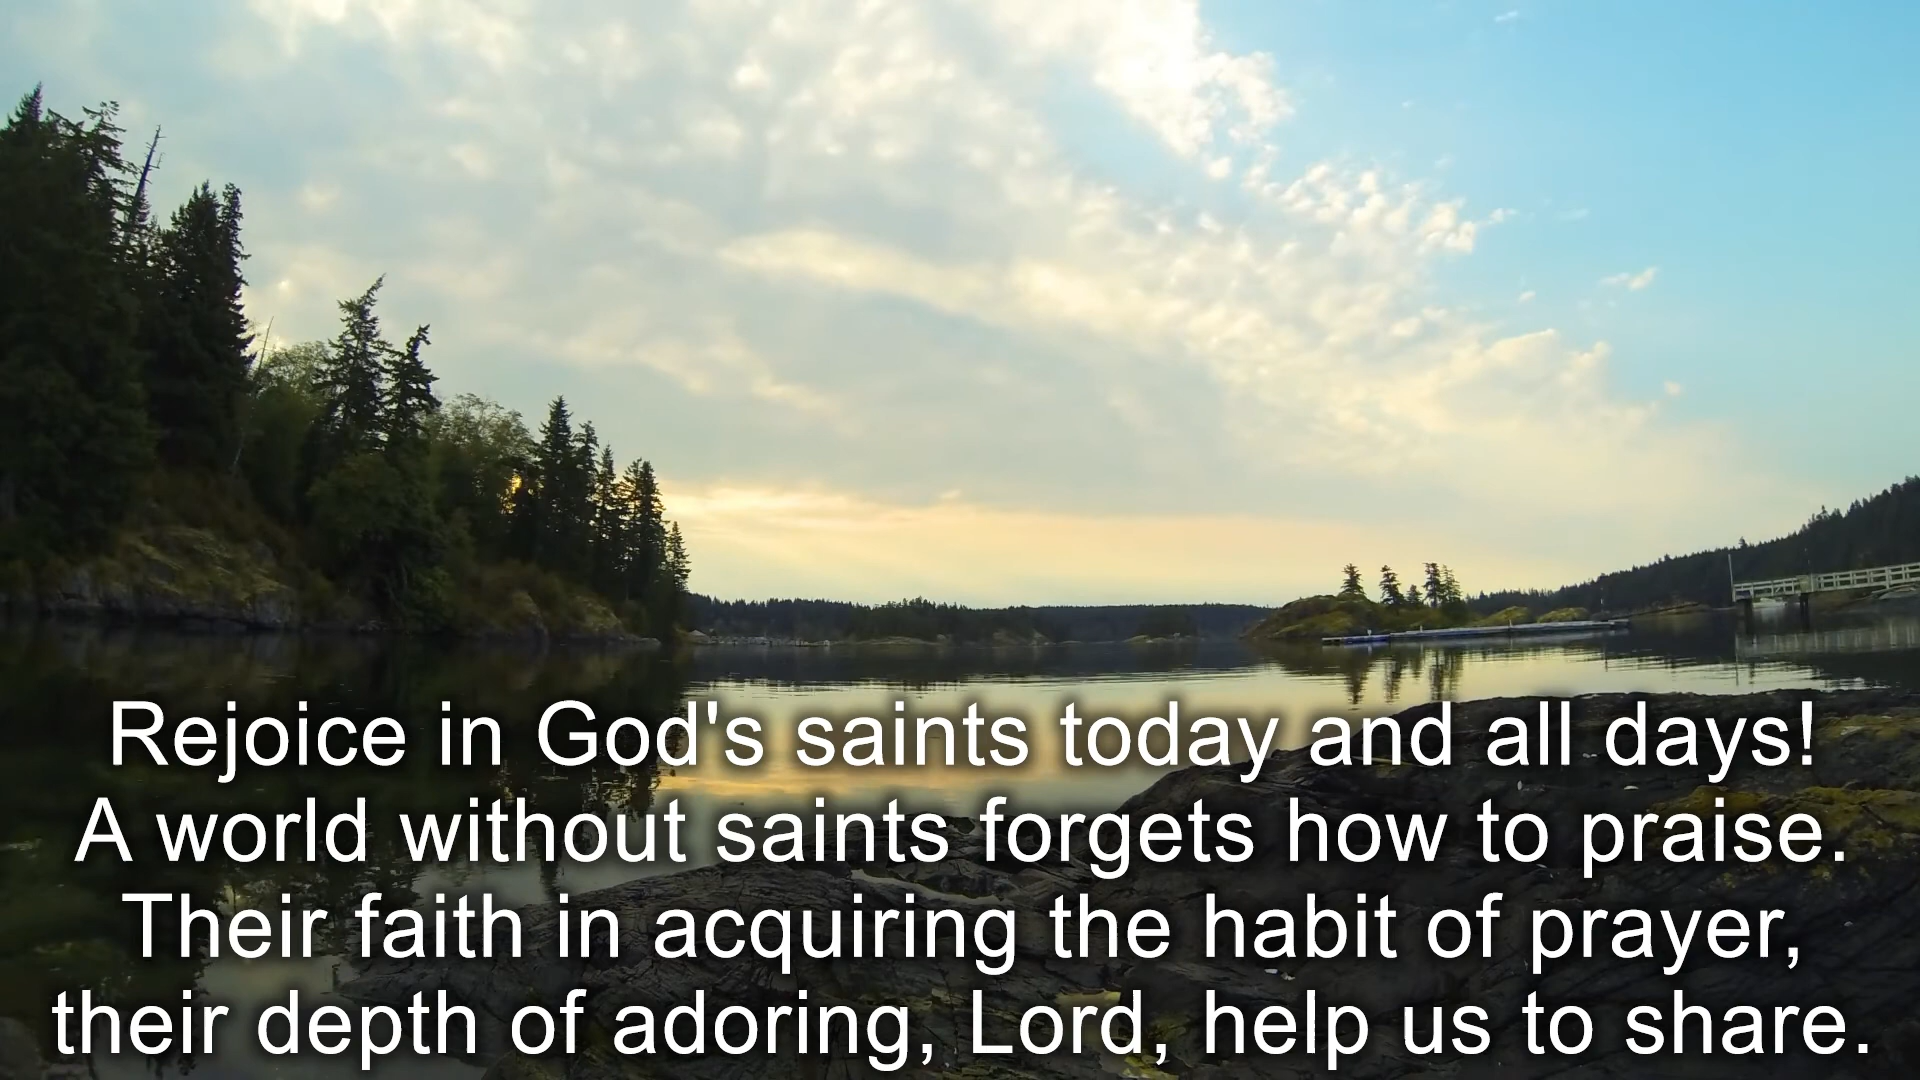 Rejoice in God's saints today and all days!
A world without saints forgets how to praise.
Their faith in acquiring the habit of prayer,
their depth of adoring, Lord, help us to share.